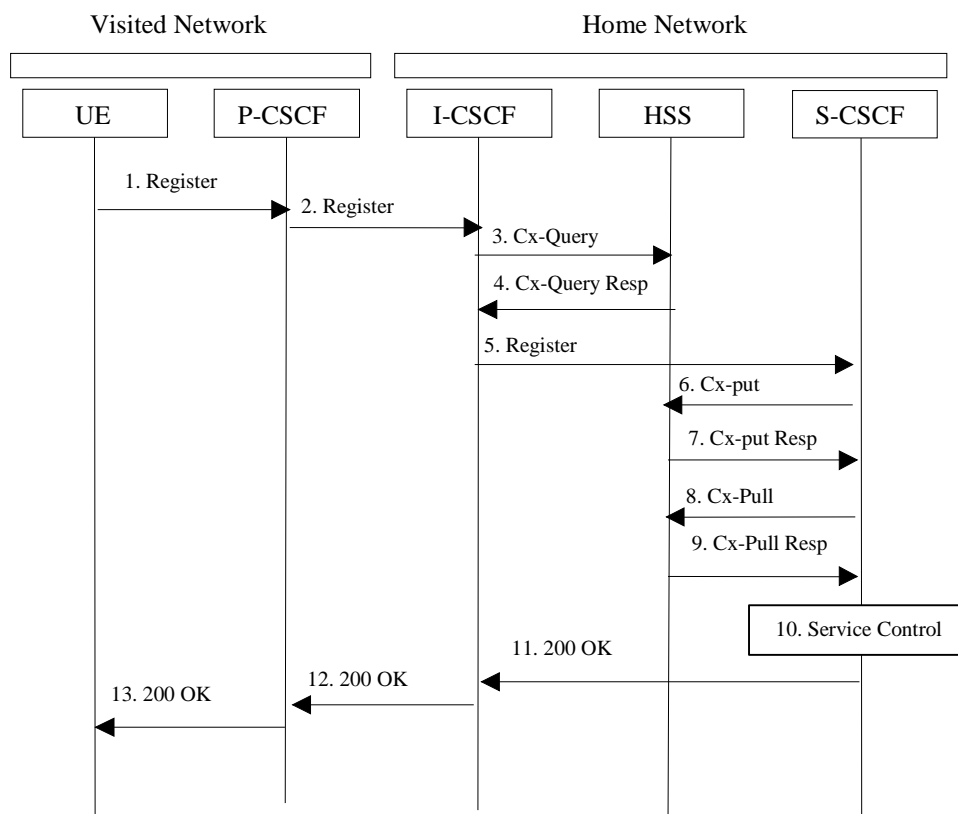 Visited Network
Home Network
UE
P-CSCF
I-CSCF
HSS
S-CSCF
1. Register
2. Register
3. Cx-Query
4. Cx-Query Resp
5. Register
6. Cx-put
7. Cx-put Resp
8. Cx-Pull
9. Cx-Pull Resp
10. Service Control
11. 200 OK
12. 200 OK
13. 200 OK